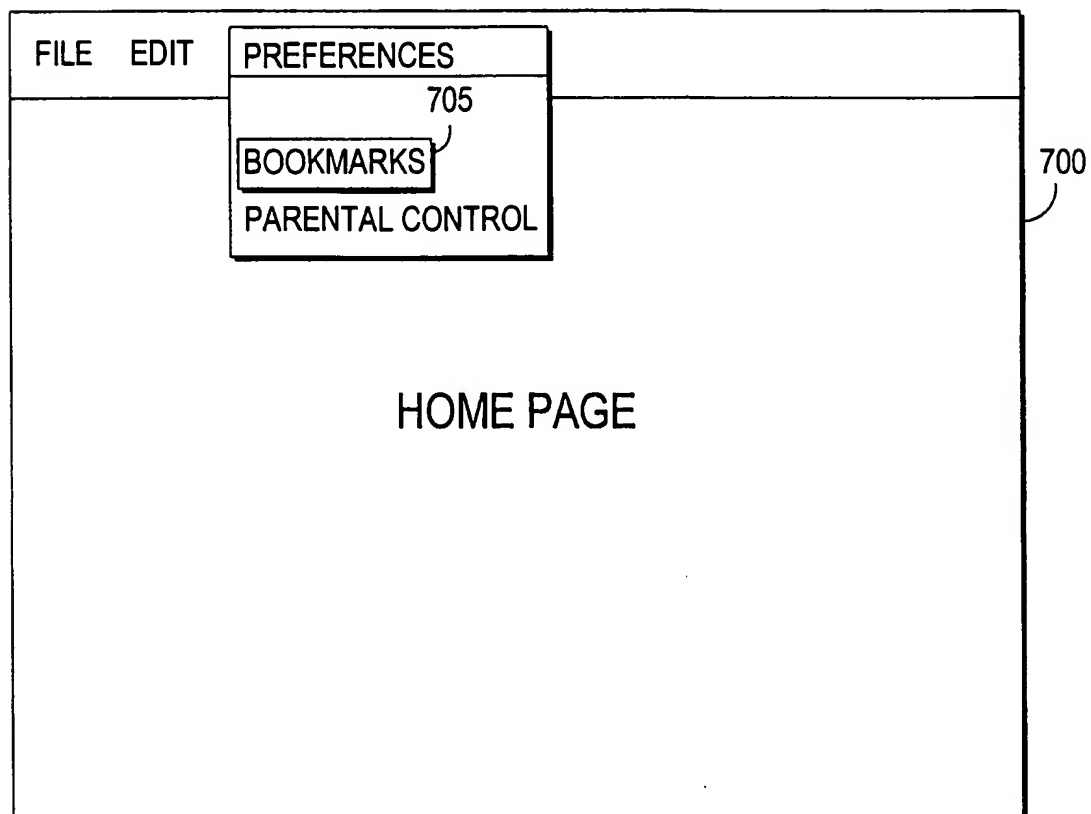 FILE EDIT PREFERENCES
705
BOOKMARKS
700
PARENTAL CONTROL
HOME PAGE